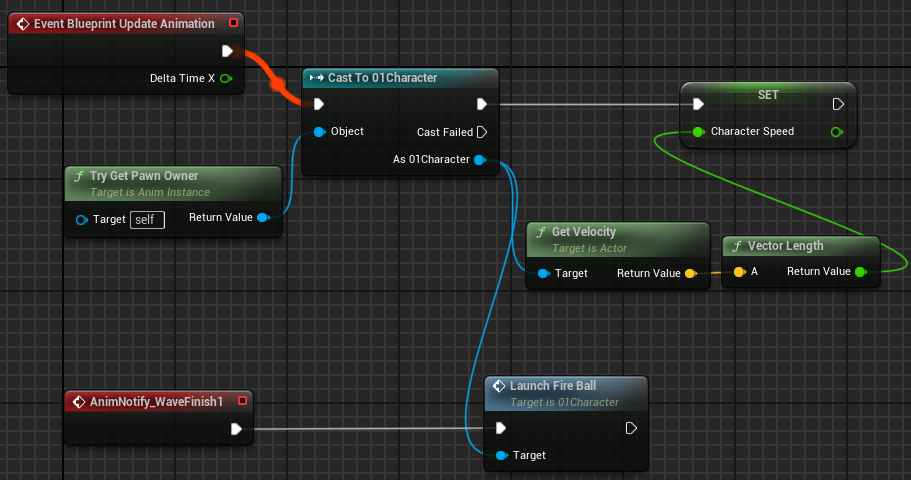 Event Blueprint Update Animation
Delta Time X
Cast To 01Character
Object
Cast Failed
As 01Character
SET
Character Speed
Try Get Pawn Owner
Target is Anim Instance
Target self
Return Value
Get Velocity
Target is Actor
Target
Return Value
Vector Length
A
Return Value
AnimNotify_WaveFinish1
Launch Fire Ball
Target is 01Character
Target